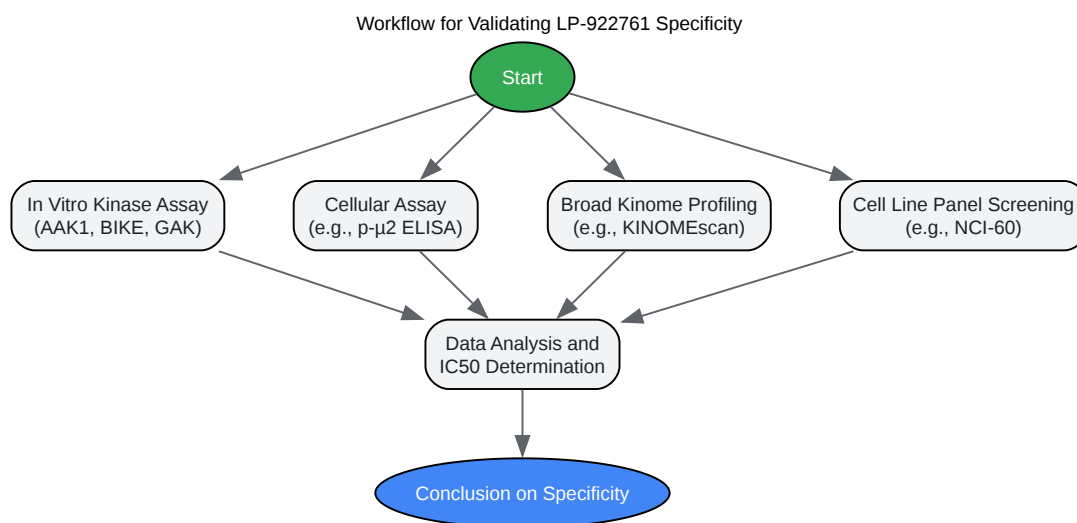 Workflow for Validating LP-922761 Specificity
Start
In Vitro Kinase Assay
(AAK1, BIKE, GAK)
Cellular Assay
(e.g., p-μ2 ELISA)
Broad Kinome Profiling
(e.g., KINOMEscan)
Cell Line Panel Screening
(e.g., NCI-60)
Data Analysis and
IC50 Determination
Conclusion on Specificity